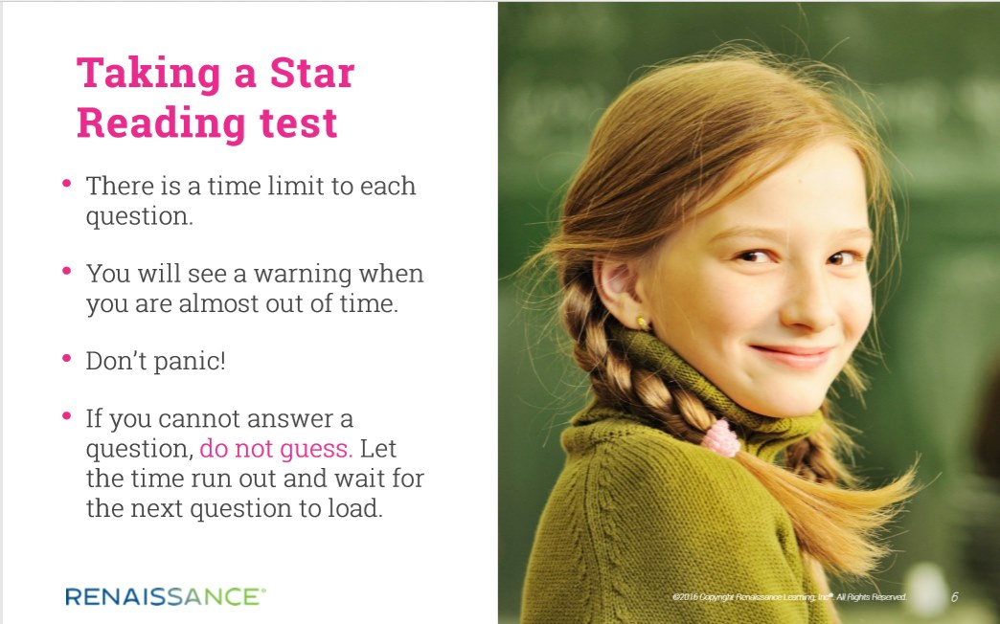 Taking a Star
Reading test
• There is a time limit to each
question.
• You will see a warning when
you are almost out of time.
• Don’t panic!
• If you cannot answer a
question, do not guess. Let
the time run out and wait for
the next question to load.
RENAISSANCE®
©2016 Copyright Renaissance Learning, Inc. All Rights Reserved.
6